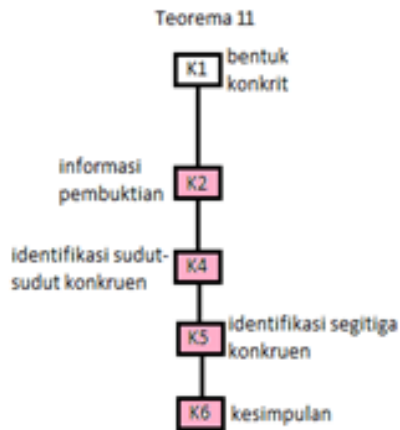 Teorema 11
K1
bentuk
konkrit
informasi
pembuktian
K2
identifikasi sudut-
sudut konkruen
K4
K5
identifikasi segitiga
konkruen
K6
kesimpulan